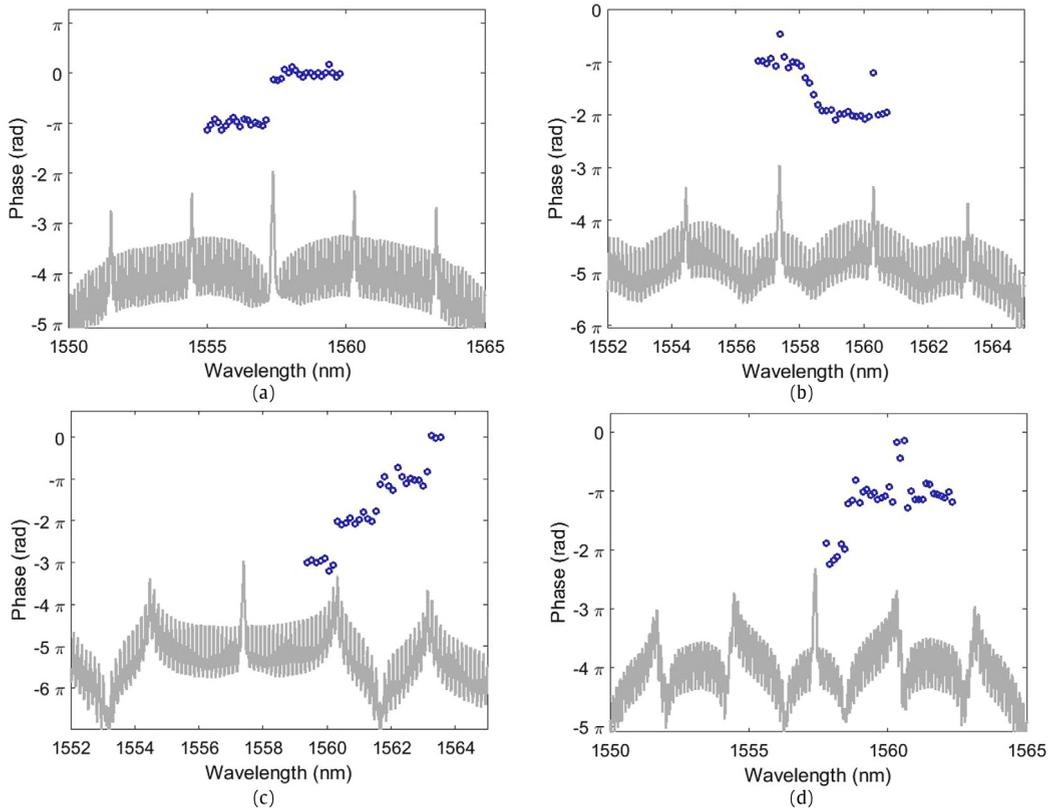 π
0
-π
-2 π
-3 π
-4 π
-5 π
Phase (rad)
1550 1555 1560 1565
Wavelength (nm)
(a)
0
-π
-2 π
-3 π
-4 π
-5 π
-6 π
Phase (rad)
1552 1554 1556 1558 1560 1562 1564
Wavelength (nm)
(b)
0
-π
-2 π
-3 π
-4 π
-5 π
-6 π
Phase (rad)
1552 1554 1556 1558 1560 1562 1564
Wavelength (nm)
(c)
0
-π
-2 π
-3 π
-4 π
-5 π
Phase (rad)
1550 1555 1560 1565
Wavelength (nm)
(d)